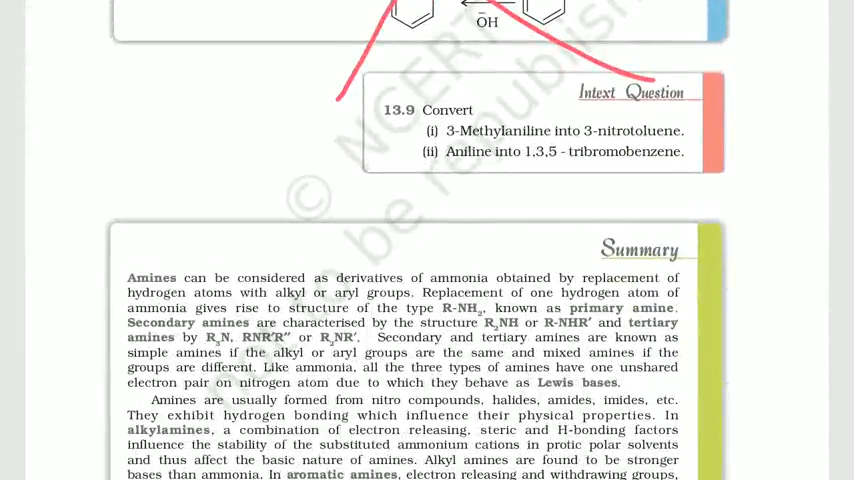 OH
Intext Question
13.9 Convert
(i) 3-Methylaniline into 3-nitrotoluene.
(ii) Aniline into 1,3,5 - tribromobenzene.
© NCERT
not to be republish
Summary
Amines can be considered as derivatives of ammonia obtained by replacement of
hydrogen atoms with alkyl or aryl groups. Replacement of one hydrogen atom of
ammonia gives rise to structure of the type R-NH₂, known as primary amine.
Secondary amines are characterised by the structure R₂NH or R-NHR′ and tertiary
amines by R₃N, RNR′R″ or R₂NR′. Secondary and tertiary amines are known as
simple amines if the alkyl or aryl groups are the same and mixed amines if the
groups are different. Like ammonia, all the three types of amines have one unshared
electron pair on nitrogen atom due to which they behave as Lewis bases.
Amines are usually formed from nitro compounds, halides, amides, imides, etc.
They exhibit hydrogen bonding which influence their physical properties. In
alkylamines, a combination of electron releasing, steric and H-bonding factors
influence the stability of the substituted ammonium cations in protic polar solvents
and thus affect the basic nature of amines. Alkyl amines are found to be stronger
bases than ammonia. In aromatic amines, electron releasing and withdrawing groups,